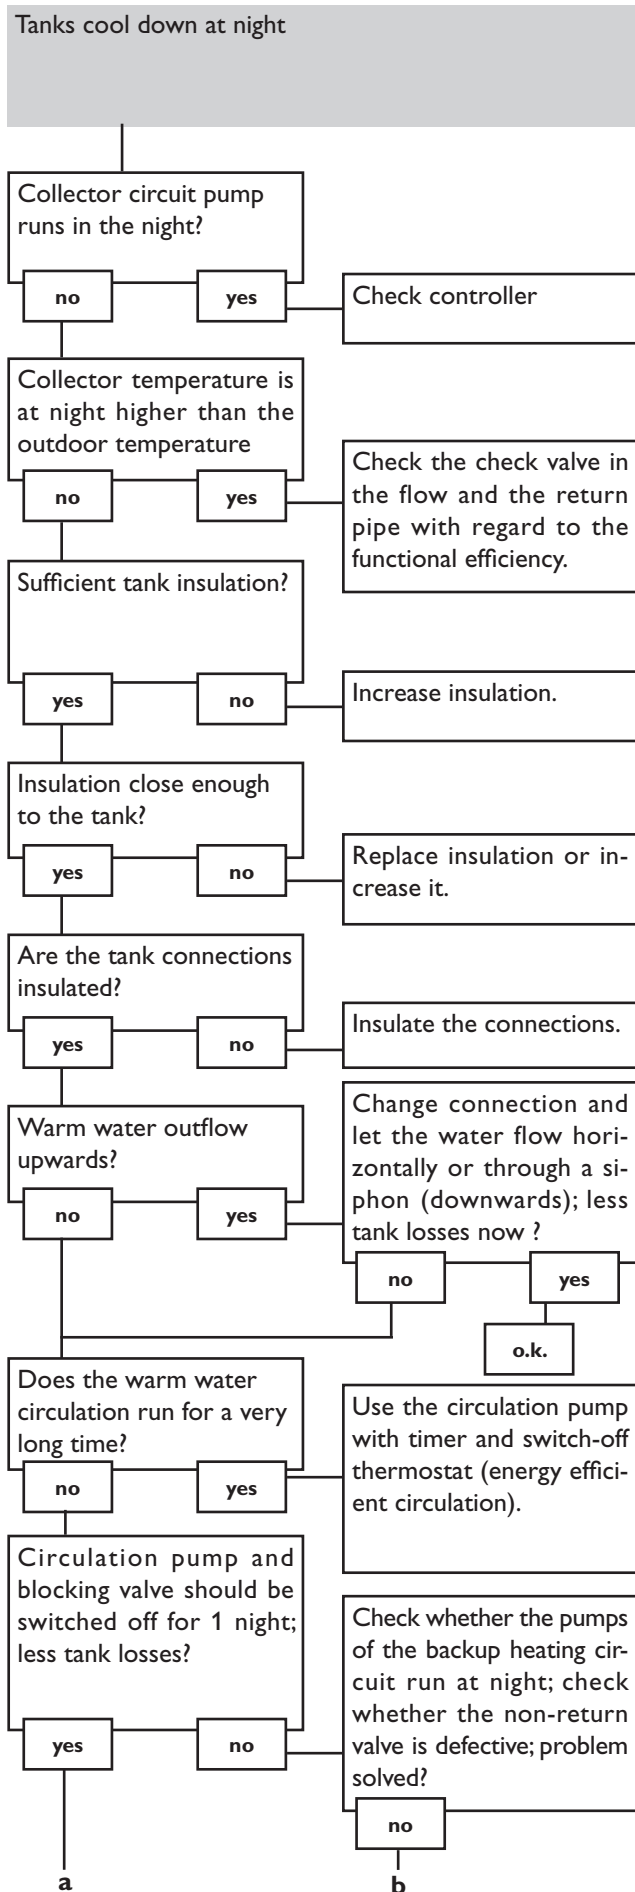 Tanks cool down at night
Collector circuit pump
runs in the night?
no
yes
Check controller
Collector temperature is
at night higher than the
outdoor temperature
no
yes
Check the check valve in
the flow and the return
pipe with regard to the
functional efficiency.
Sufficient tank insulation?
yes
no
Increase insulation.
Insulation close enough
to the tank?
yes
no
Replace insulation or in-
crease it.
Are the tank connections
insulated?
yes
no
Insulate the connections.
Warm water outflow
upwards?
no
yes
Change connection and
let the water flow hori-
zontally or through a si-
phon (downwards); less
tank losses now ?
no
yes
o.k.
Does the warm water
circulation run for a very
long time?
no
yes
Use the circulation pump
with timer and switch-off
thermostat (energy effici-
ent circulation).
Circulation pump and
blocking valve should be
switched off for 1 night;
less tank losses?
yes
no
Check whether the pumps
of the backup heating cir-
cuit run at night; check
whether the non-return
valve is defective; problem
solved?
no
a
b